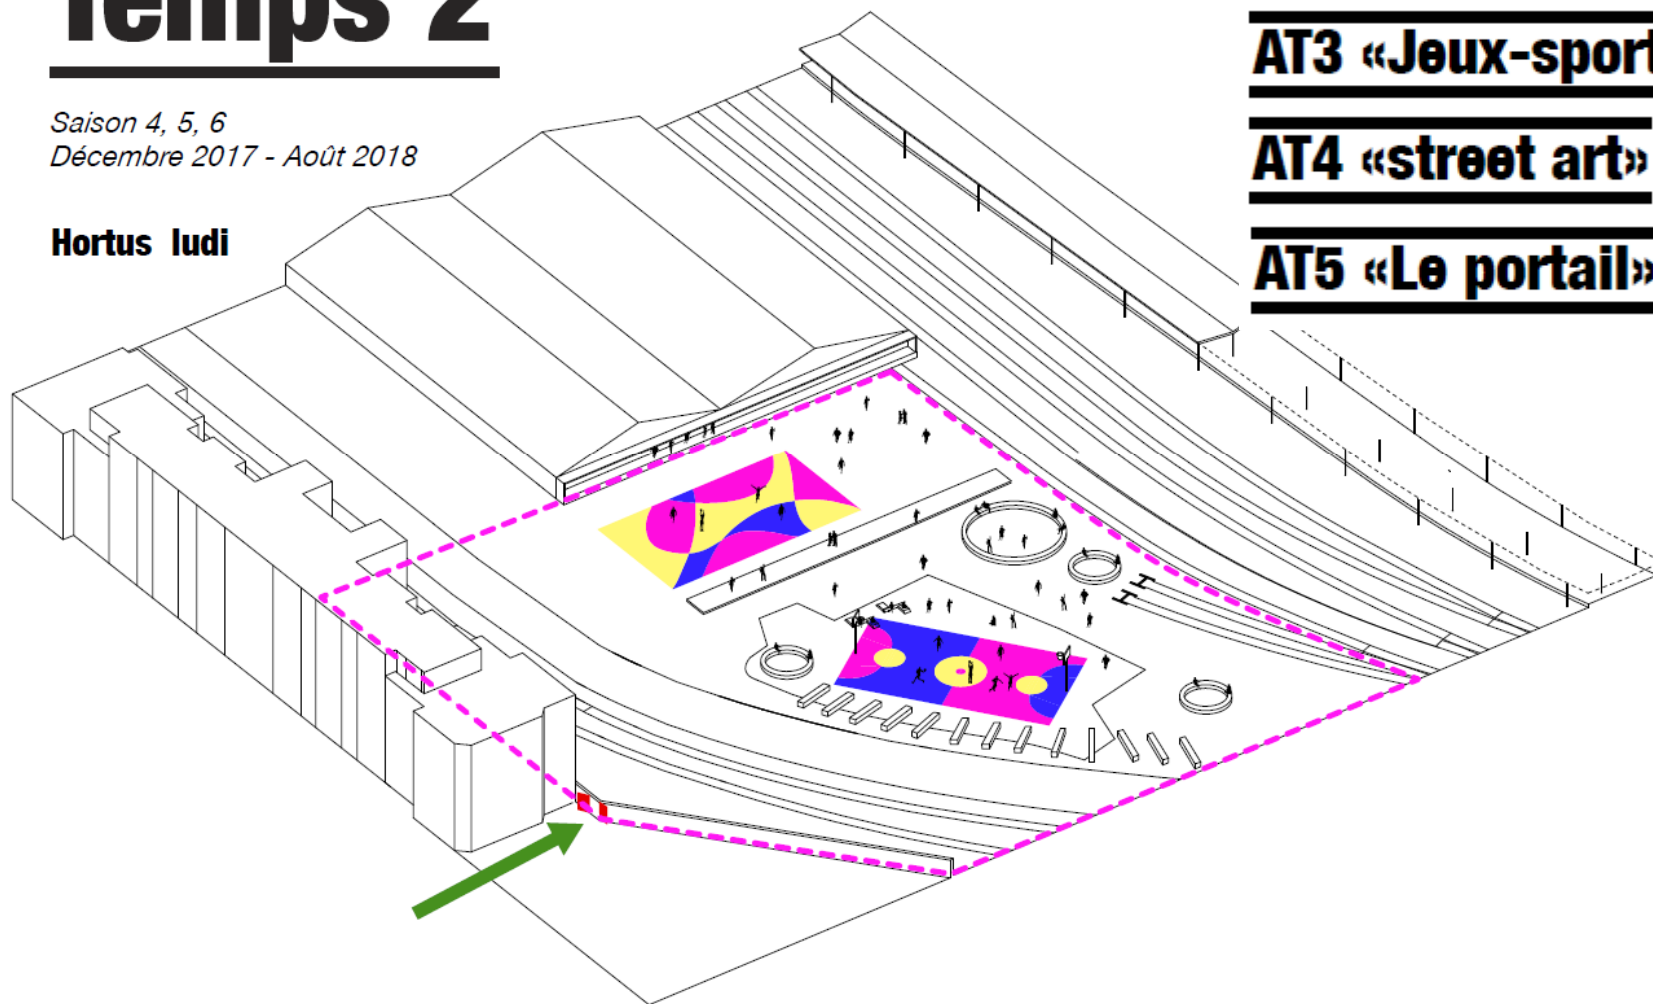 Temps 2
Saison 4, 5, 6
Décembre 2017 - Août 2018
Hortus ludi
AT3 «Jeux-sport
AT4 «street art»
AT5 «Le portail»